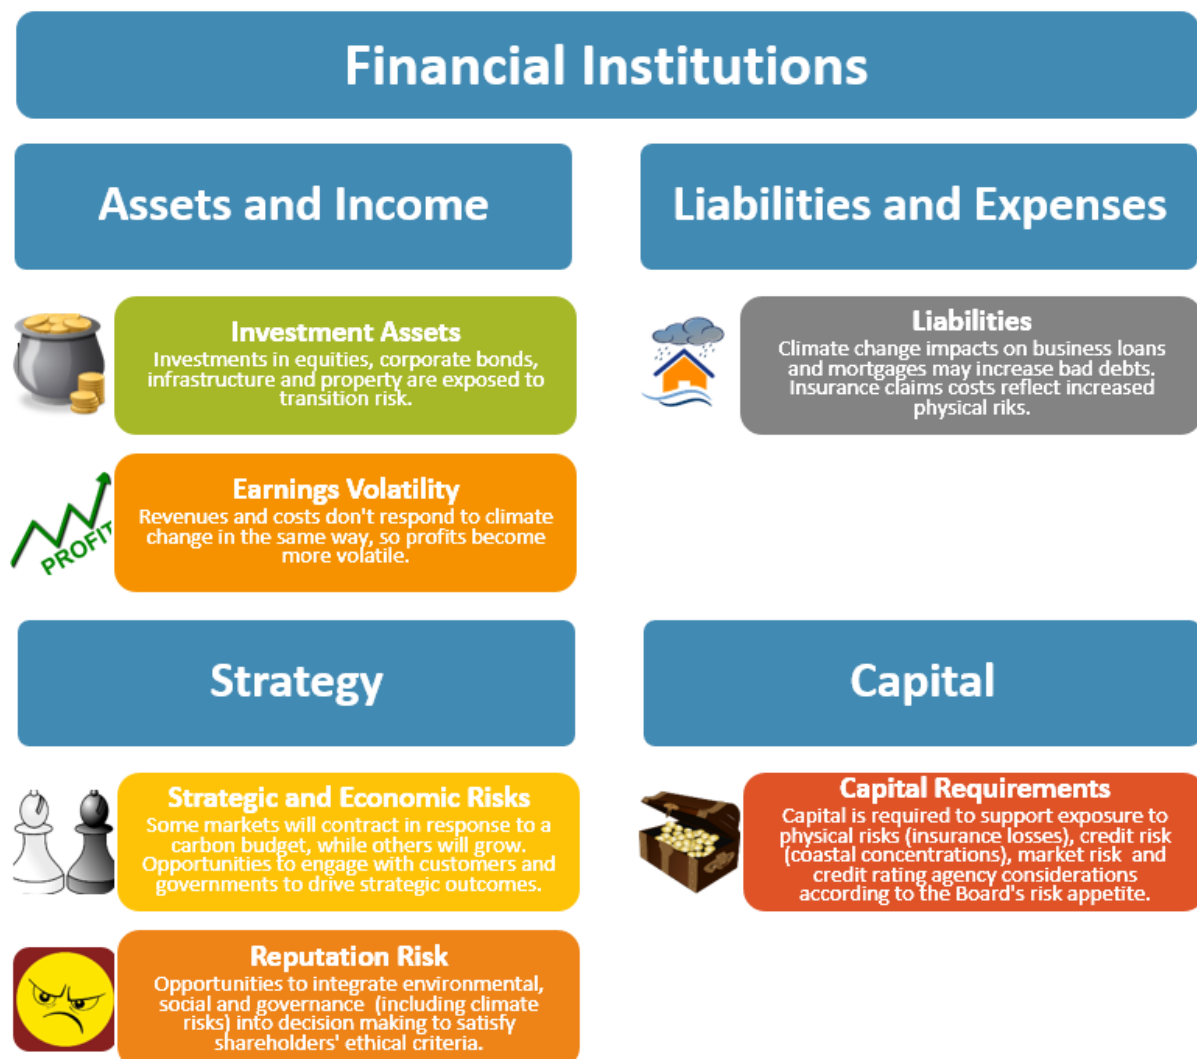 Financial Institutions
Assets and Income
Liabilities and Expenses
Investment Assets
Investments in equities, corporate bonds,
infrastructure and property are exposed to
transition risk.
Liabilities
Climate change impacts on business loans
and mortgages may increase bad debts.
Insurance claims costs reflect increased
physical riks.
PROFIT
Earnings Volatility
Revenues and costs don't respond to climate
change in the same way, so profits become
more volatile.
Strategy
Capital
Strategic and Economic Risks
Some markets will contract in response to a
carbon budget, while others will grow.
Opportunities to engage with customers and
governments to drive strategic outcomes.
Capital Requirements
Capital is required to support exposure to
physical risks (insurance losses), credit risk
(coastal concentrations), market risk and
credit rating agency considerations
according to the Board's risk appetite.
Reputation Risk
Opportunities to integrate environmental,
social and governance (including climate
risks) into decision making to satisfy
shareholders' ethical criteria.